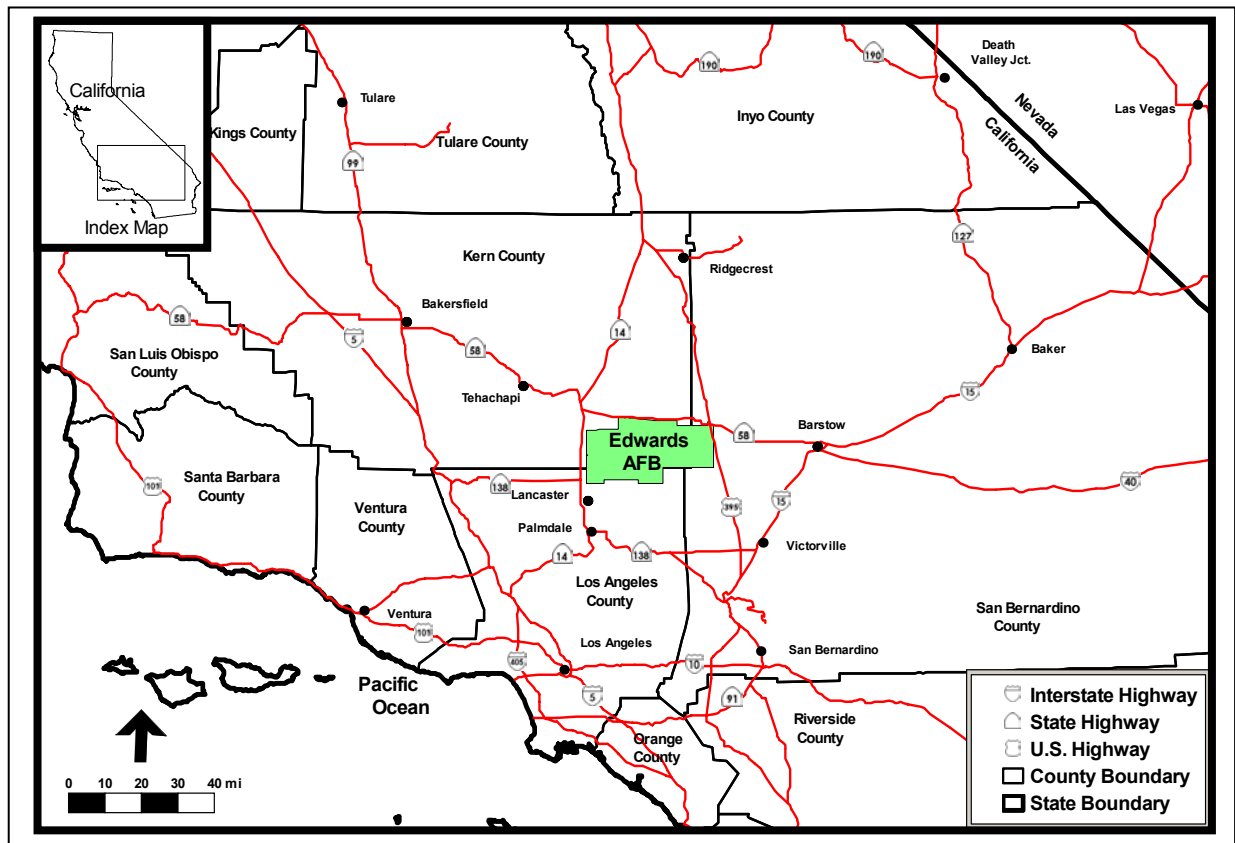 California
Index Map
Tulare
Kings County
Tulare County
99
190
Inyo County
190
Death
Valley Jct.
Nevada
California
Las Vegas
Kern County
Ridgecrest
127
Bakersfield
58
5
58
14
San Luis Obispo
County
Tehachapi
Baker
15
Edwards
AFB
58
Barstow
Santa Barbara
County
101
Ventura
County
138
Lancaster
Palmdale
395
15
40
14
138
Victorville
Los Angeles
County
San Bernardino
County
Ventura
101
Los Angeles
405
10
San Bernardino
Pacific
Ocean
5
91
Riverside
County
Orange
County
0 10 20 30 40 mi
Interstate Highway
State Highway
U.S. Highway
County Boundary
State Boundary